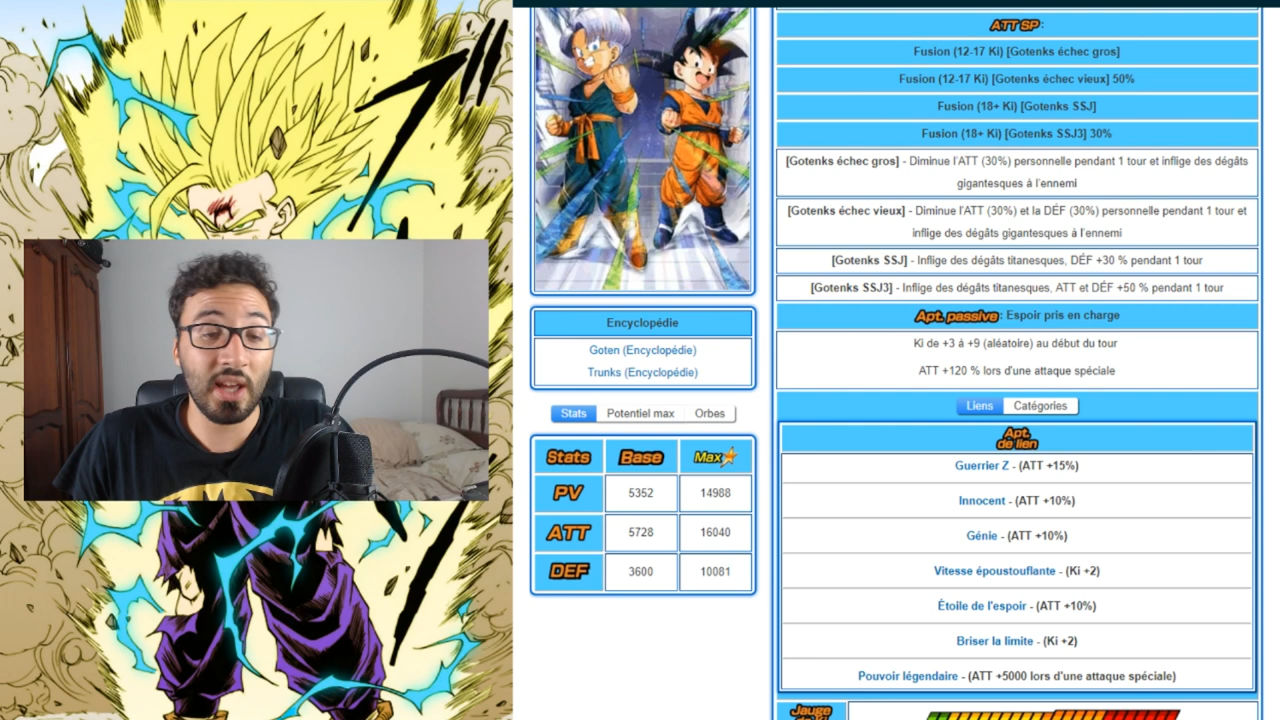 ATT SP:
Fusion (12-17 Ki) [Gotenks échec gros]
Fusion (12-17 Ki) [Gotenks échec vieux] 50%
Fusion (18+ Ki) [Gotenks SSJ]
Fusion (18+ Ki) [Gotenks SSJ3] 30%
[Gotenks échec gros] - Diminue l'ATT (30%) personnelle pendant 1 tour et inflige des dégâts
gigantesques à l'ennemi
[Gotenks échec vieux] - Diminue l'ATT (30%) et la DÉF (30%) personnelle pendant 1 tour et
inflige des dégâts gigantesques à l'ennemi
[Gotenks SSJ] - Inflige des dégâts titanesques, DÉF +30 % pendant 1 tour
[Gotenks SSJ3] - Inflige des dégâts titanesques, ATT et DÉF +50 % pendant 1 tour
Apt. passive : Espoir pris en charge
Ki de +3 à +9 (aléatoire) au début du tour
ATT +120 % lors d'une attaque spéciale
Liens Catégories
Apt. de lien
Guerrier Z - (ATT +15%)
Innocent - (ATT +10%)
Génie - (ATT +10%)
Vitesse époustouflante - (Ki +2)
Étoile de l'espoir - (ATT +10%)
Briser la limite - (Ki +2)
Pouvoir légendaire - (ATT +5000 lors d'une attaque spéciale)
Jauge
Encyclopédie
Goten (Encyclopédie)
Trunks (Encyclopédie)
Stats Potentiel max Orbes
Stats Base Max
PV 5352 14988
ATT 5728 16040
DEF 3600 10081